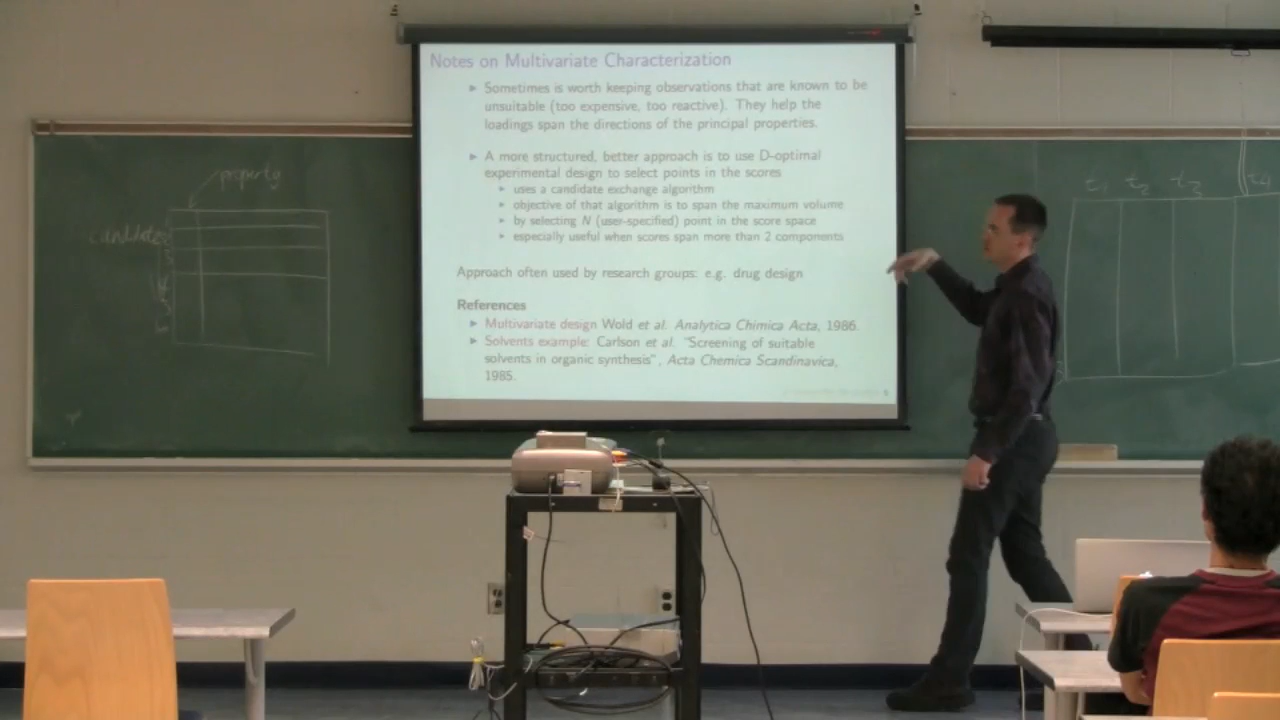 Notes on Multivariate Characterization
Sometimes is worth keeping observations that are known to be
unsuitable (too expensive, too reactive). They help the
loadings span the directions of the principal properties.
A more structured, better approach is to use D-optimal
experimental design to select points in the scores
uses a candidate exchange algorithm
objective of that algorithm is to span the maximum volume
by selecting N (user-specified) point in the score space
especially useful when scores span more than 2 components
Approach often used by research groups: e.g. drug design
References
Multivariate design Wold et al. Analytica Chimica Acta, 1986.
Solvents example: Carlson et al. "Screening of suitable
solvents in organic synthesis", Acta Chemica Scandinavica,
1985.
property
t1 t2 t3 t4